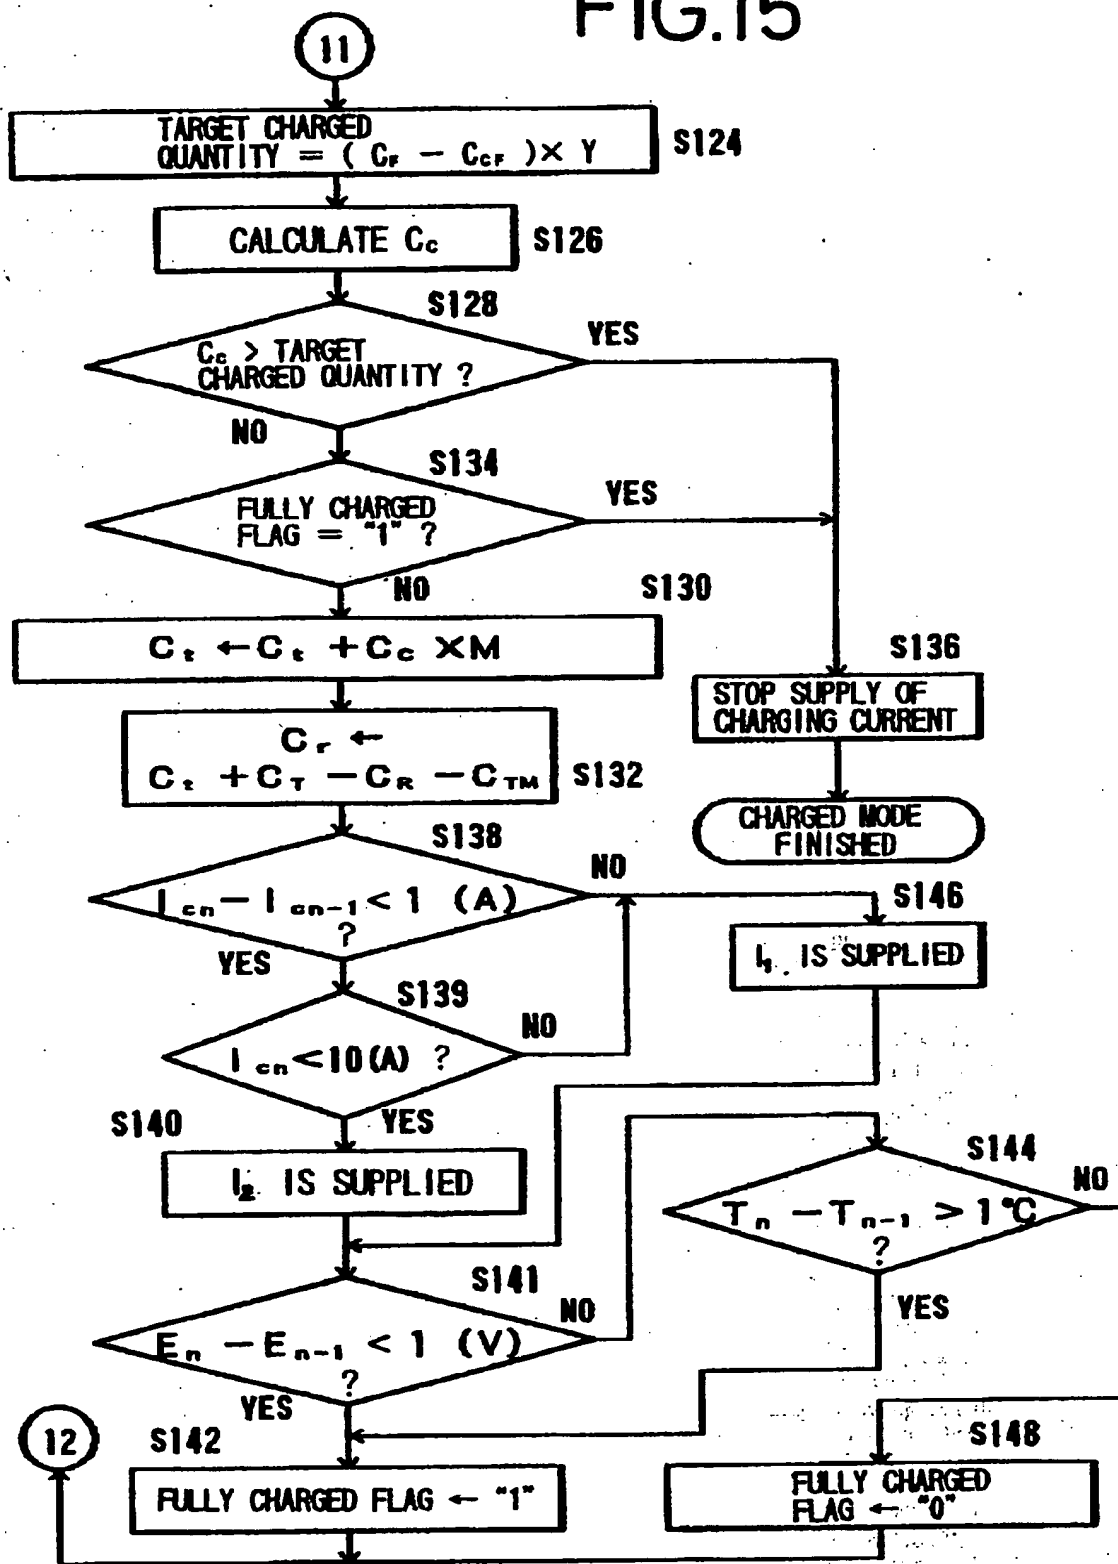 FIG.15
11
TARGET CHARGED
QUANTITY = ( CF − CCF )× Y
S124
CALCULATE Cc
S126
S128
Cc > TARGET
CHARGED QUANTITY ?
YES
NO
S134
FULLY CHARGED
FLAG = "1" ?
YES
NO
S130
Ct ←Ct +Cc ×M
S136
STOP SUPPLY OF
CHARGING CURRENT
Cr ←
Ct +CT −CR −CTM
S132
CHARGED MODE
FINISHED
S138
Icn− Icn-1 < 1 (A)
?
NO
YES
S146
I1 IS SUPPLIED
S139
Icn<10(A) ?
NO
YES
S140
I2 IS SUPPLIED
S144
Tn −Tn-1 > 1℃
?
NO
YES
S141
En −En-1 < 1 (V)
?
NO
YES
12
S142
FULLY CHARGED FLAG ← "1"
S148
FULLY CHARGED
FLAG ← "0"